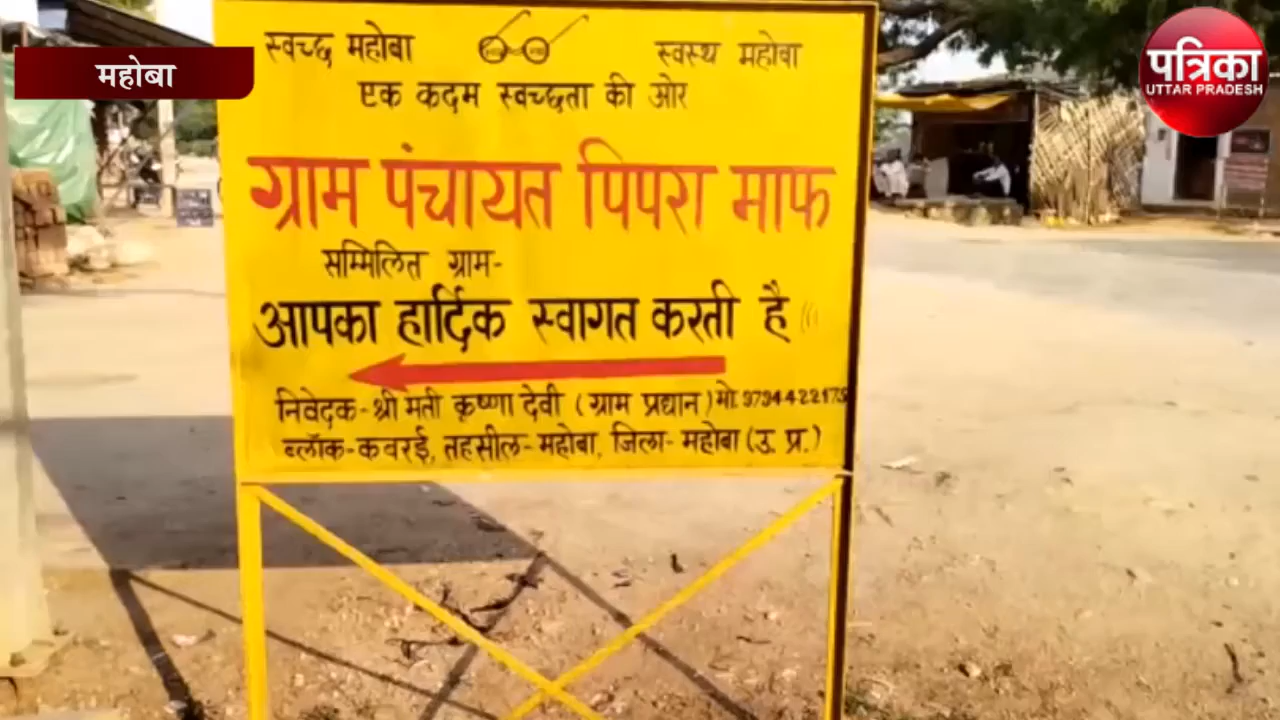 महोबा
पत्रिका
UTTAR PRADESH
स्वच्छ महोबा स्वस्थ महोबा
एक कदम स्वच्छता की ओर
ग्राम पंचायत पिपरा माफ
सम्मिलित ग्राम-
आपका हार्दिक स्वागत करती है
निवेदक-श्री मती कृष्णा देवी (ग्राम प्रधान) मो.
ब्लॉक-कबरई, तहसील-महोबा, जिला-महोबा (उ. प्र.)